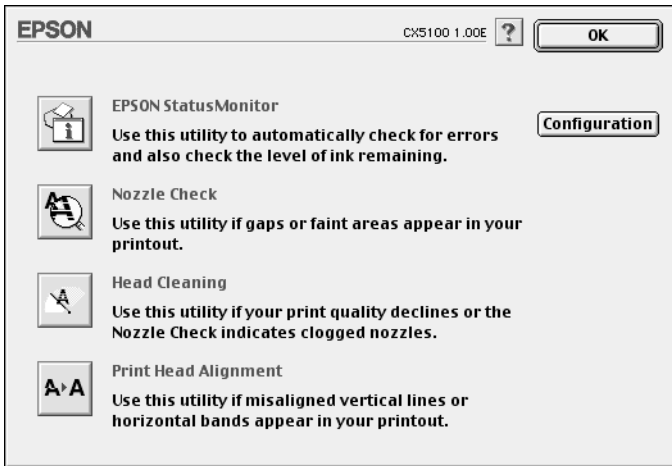 EPSON
CX5100 1.00E
?
OK
EPSON StatusMonitor
Use this utility to automatically check for errors
and also check the level of ink remaining.
Configuration
Nozzle Check
Use this utility if gaps or faint areas appear in your
printout.
Head Cleaning
Use this utility if your print quality declines or the
Nozzle Check indicates clogged nozzles.
Print Head Alignment
Use this utility if misaligned vertical lines or
horizontal bands appear in your printout.